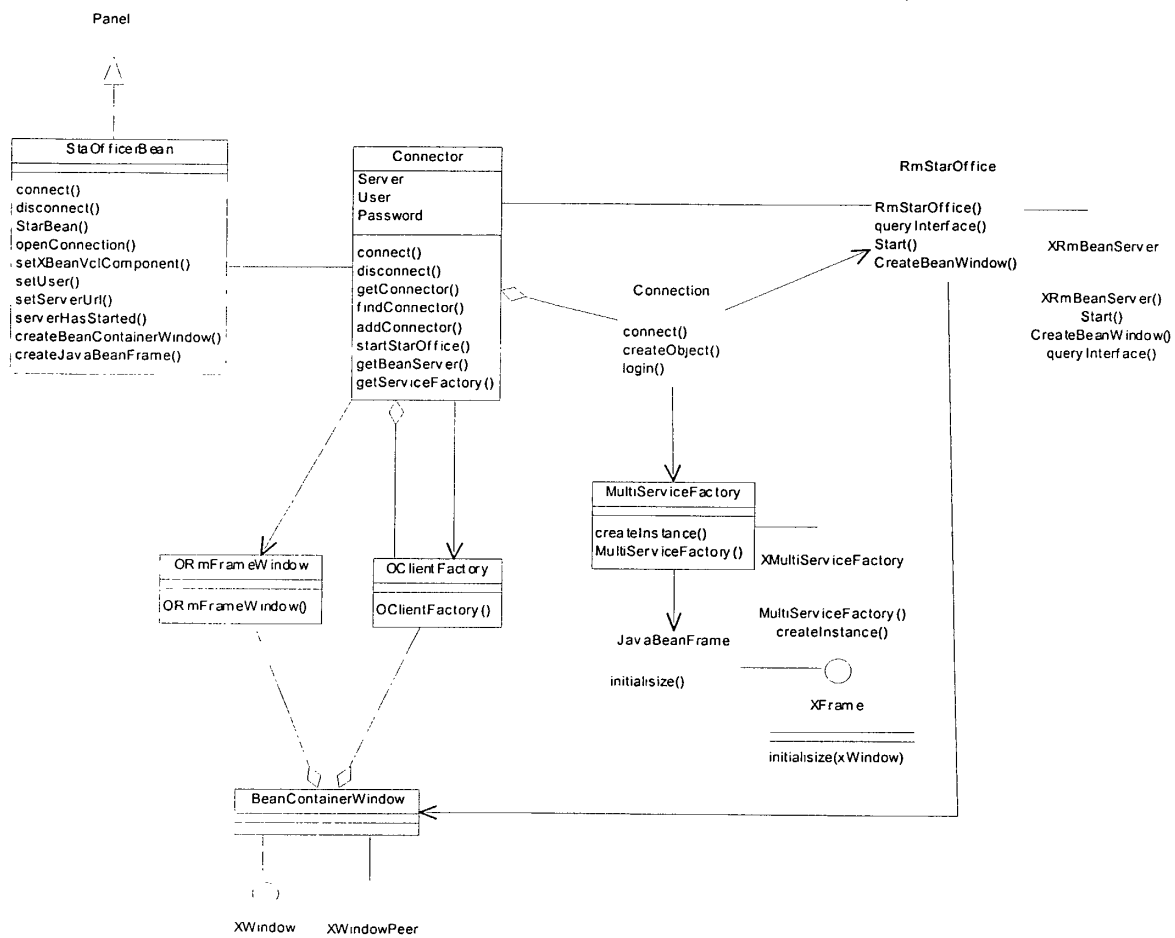 Panel
StaOfficerBean
connect()
disconnect()
StarBean()
openConnection()
setXBeanVclComponent()
setUser()
setServerUrl()
serverHasStarted()
createBeanContainerWindow()
createJavaBeanFrame()
Connector
Server
User
Password
connect()
disconnect()
getConnector()
findConnector()
addConnector()
startStarOffice()
getBeanServer()
getServiceFactory()
RmStarOffice
RmStarOffice()
queryInterface()
Start()
CreateBeanWindow()
XRmBeanServer
XRmBeanServer()
Start()
CreateBeanWindow()
queryInterface()
Connection
connect()
createObject()
login()
MultiServiceFactory
createInstance()
MultiServiceFactory()
XMultiServiceFactory
MultiServiceFactory()
createInstance()
ORmFrameWindow
ORmFrameWindow()
OClientFactory
OClientFactory()
JavaBeanFrame
initialisize()
XFrame
initialisize(xWindow)
BeanContainerWindow
XWindow
XWindowPeer